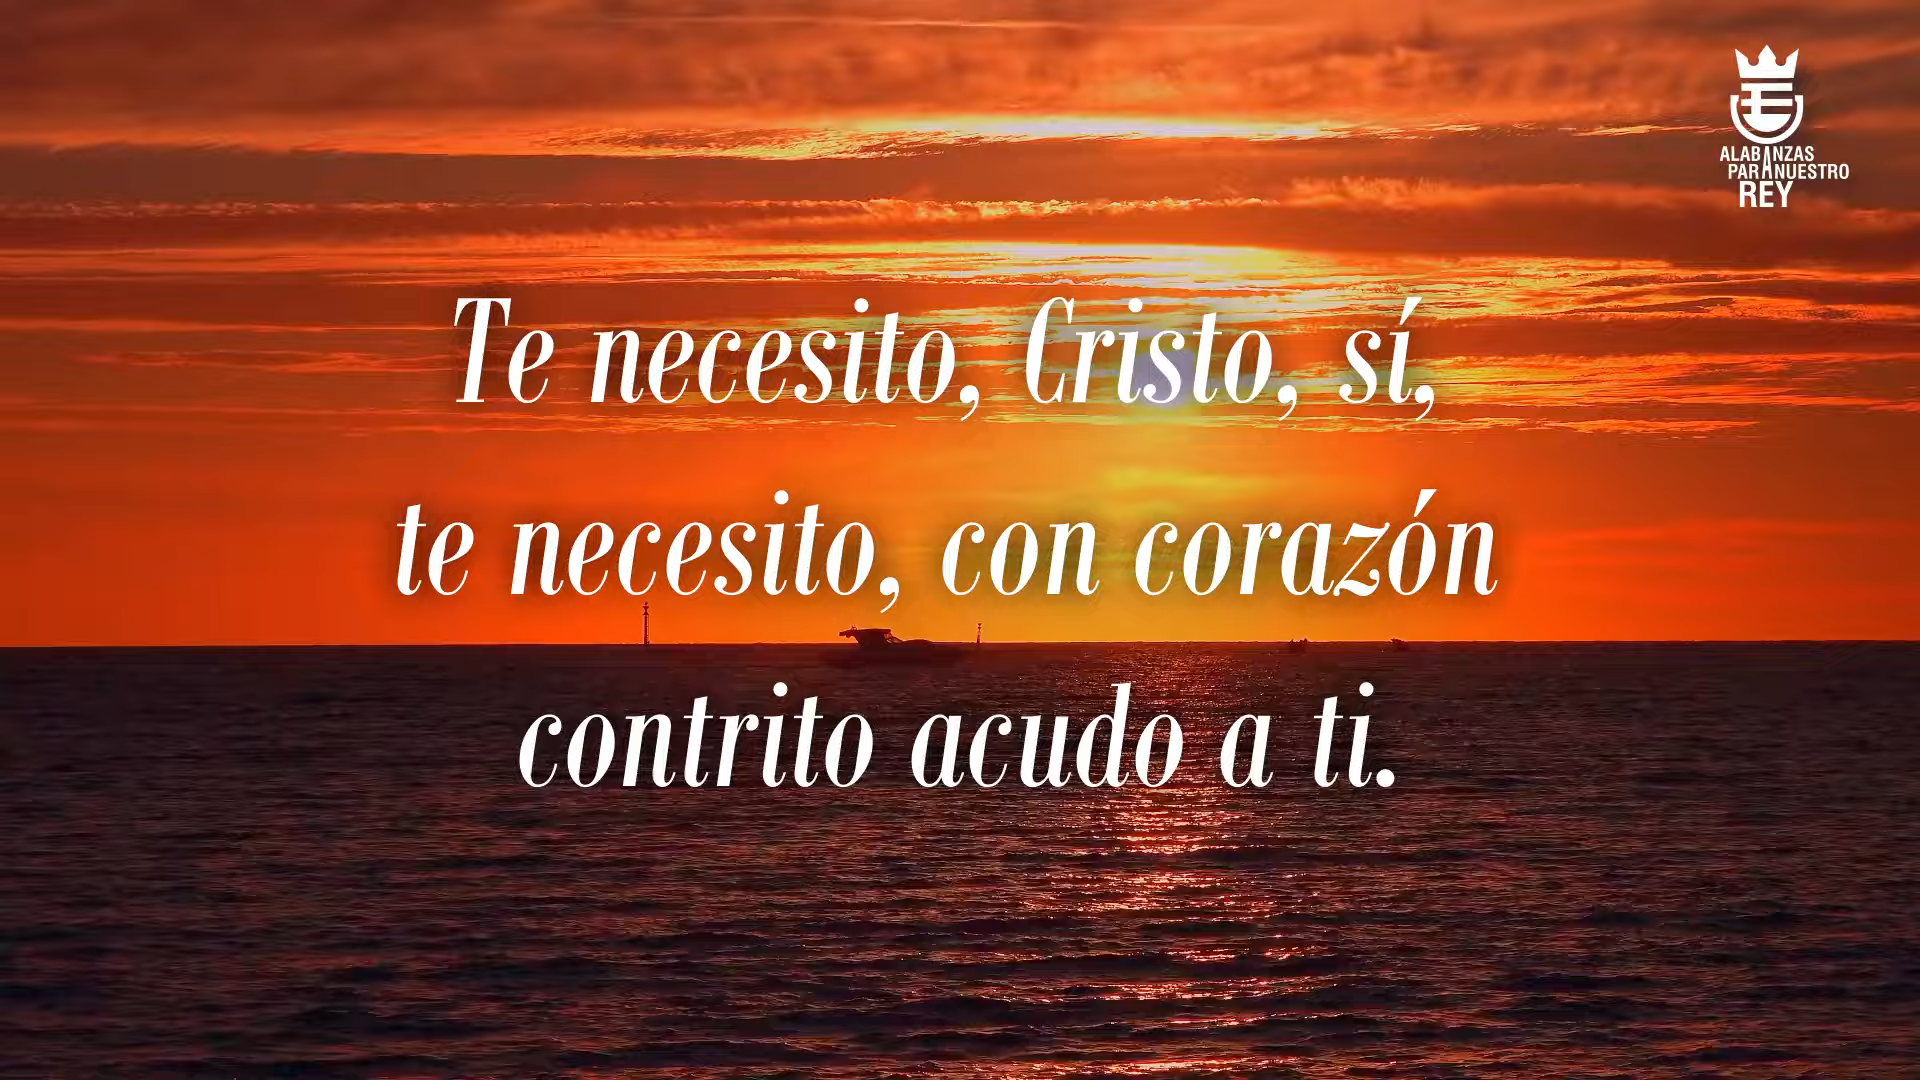 ALABANZAS
PARA NUESTRO
REY
Te necesito, Cristo, sí,
te necesito, con corazón
contrito acudo a ti.